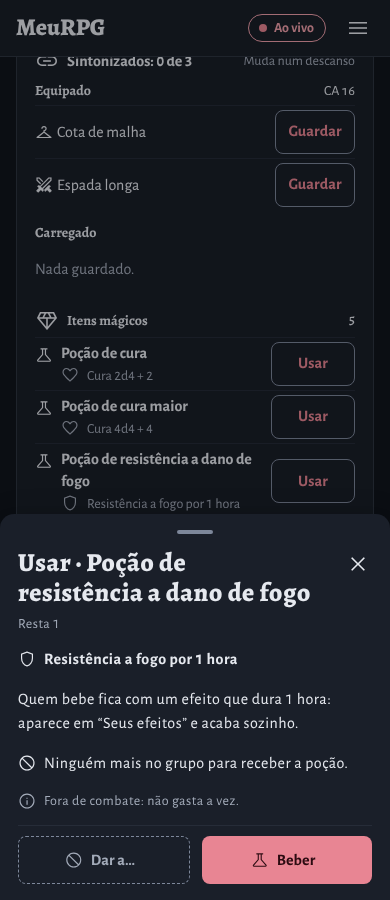 MeuRPG
Ao vivo
Sintonizados: 0 de 3
Muda num descanso
Equipado
CA 16
Cota de malha
Guardar
Espada longa
Guardar
Carregado
Nada guardado.
Itens mágicos
5
Poção de cura
Cura 2d4 + 2
Usar
Poção de cura maior
Cura 4d4 + 4
Usar
Poção de resistência a dano de
fogo
Resistência a fogo por 1 hora
Usar
Usar · Poção de
resistência a dano de fogo
Resta 1
Resistência a fogo por 1 hora
Quem bebe fica com um efeito que dura 1 hora:
aparece em “Seus efeitos” e acaba sozinho.
Ninguém mais no grupo para receber a poção.
Fora de combate: não gasta a vez.
Dar a...
Beber